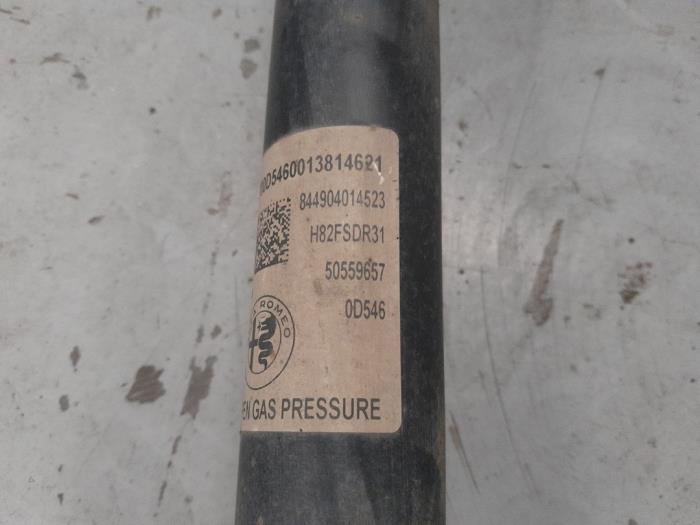 0D5460013814621
844904014523
H82FSDR31
50559657
0D546
ROMEO
EN GAS PRESSURE